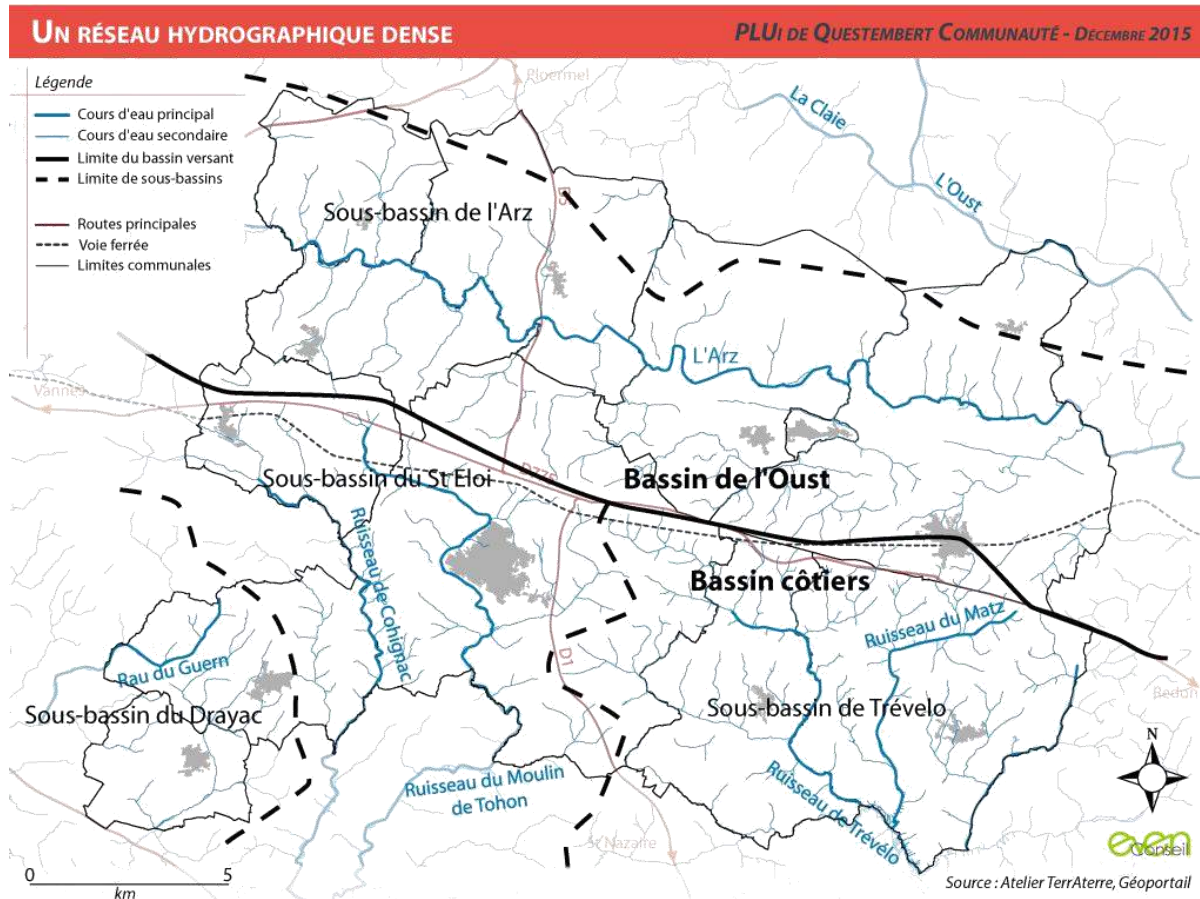 UN RÉSEAU HYDROGRAPHIQUE DENSE
PLUI DE QUESTEMBERT COMMUNAUTÉ - DÉCEMBRE 2015
Légende
Cours d'eau principal
Cours d'eau secondaire
Limite du bassin versant
Limite de sous-bassins
Routes principales
Voie ferrée
Limites communales
Ploermel
La Claie
L'Oust
Sous-bassin de l'Arz
L'Arz
Vannes
Sous-bassin du St Eloi
D775
Bassin de l'Oust
Bassin côtiers
Ruisseau de Cohignac
Ruisseau du Matz
Rau du Guern
D1
Redon
Sous-bassin du Drayac
Sous-bassin de Trévelo
N
Ruisseau du Moulin
de Tohon
Ruisseau de Trévélo
St Nazaire
even
Conseil
0 5
km
Source : Atelier TerrAterre, Géoportail